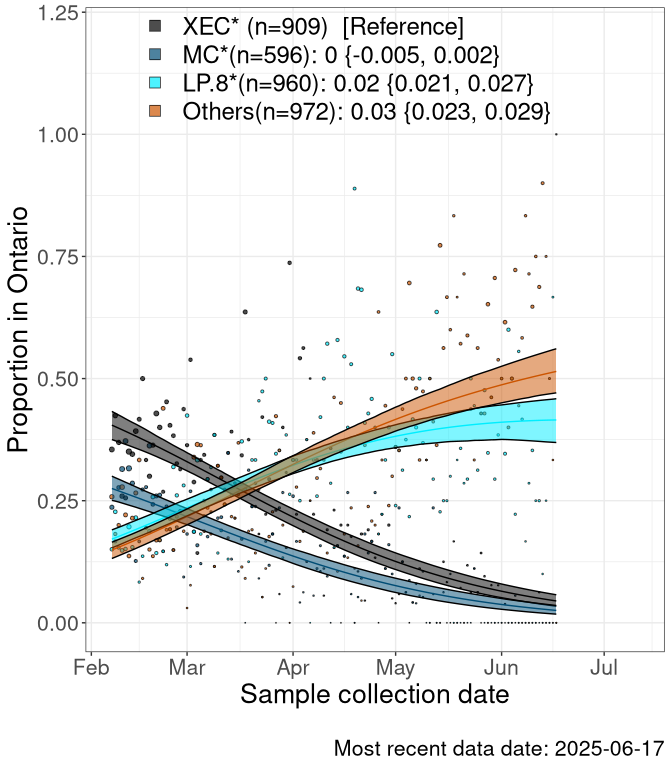 XEC* (n=909)  [Reference]
MC*(n=596): 0 {-0.005, 0.002}
LP.8*(n=960): 0.02 {0.021, 0.027}
Others(n=972): 0.03 {0.023, 0.029}
1.25
1.00
0.75
0.50
0.25
0.00
Proportion in Ontario
Feb Mar Apr May Jun Jul
Sample collection date
Most recent data date: 2025-06-17